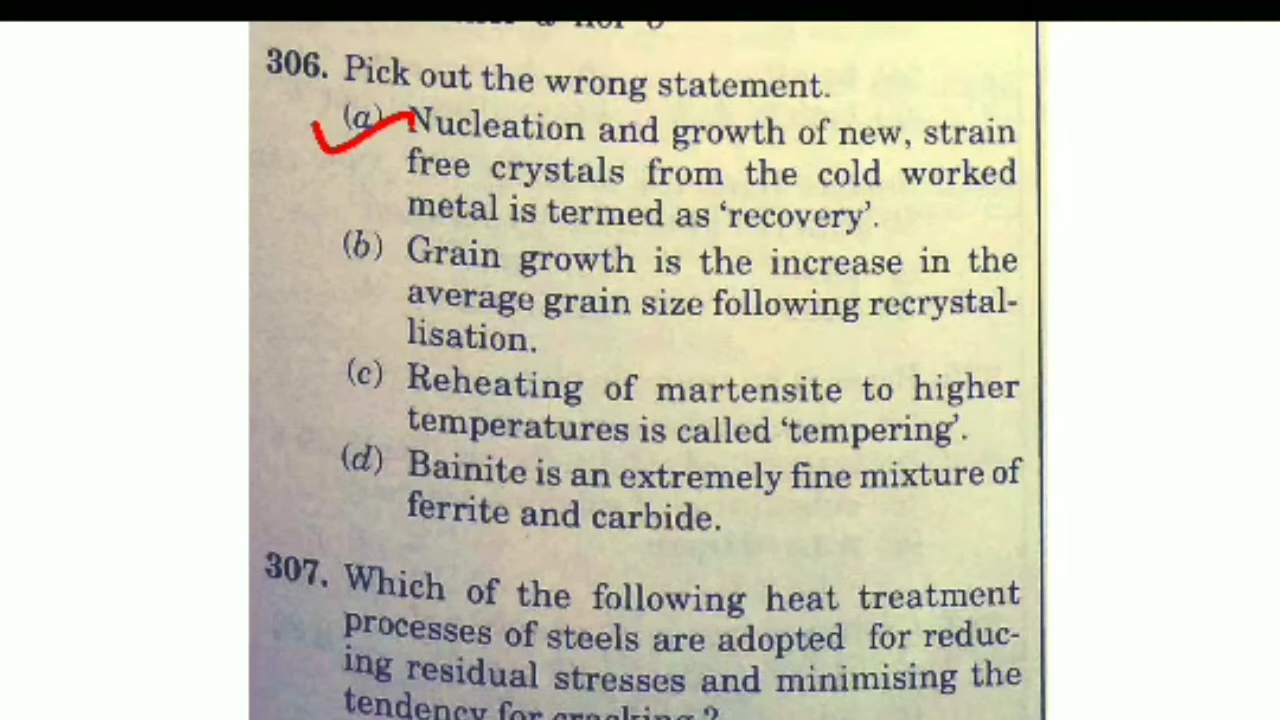 306. Pick out the wrong statement.
(a) Nucleation and growth of new, strain
free crystals from the cold worked
metal is termed as ‘recovery’.
(b) Grain growth is the increase in the
average grain size following recrystal-
lisation.
(c) Reheating of martensite to higher
temperatures is called ‘tempering’.
(d) Bainite is an extremely fine mixture of
ferrite and carbide.
307. Which of the following heat treatment
processes of steels are adopted for reduc-
ing residual stresses and minimising the
tendency for cracking ?